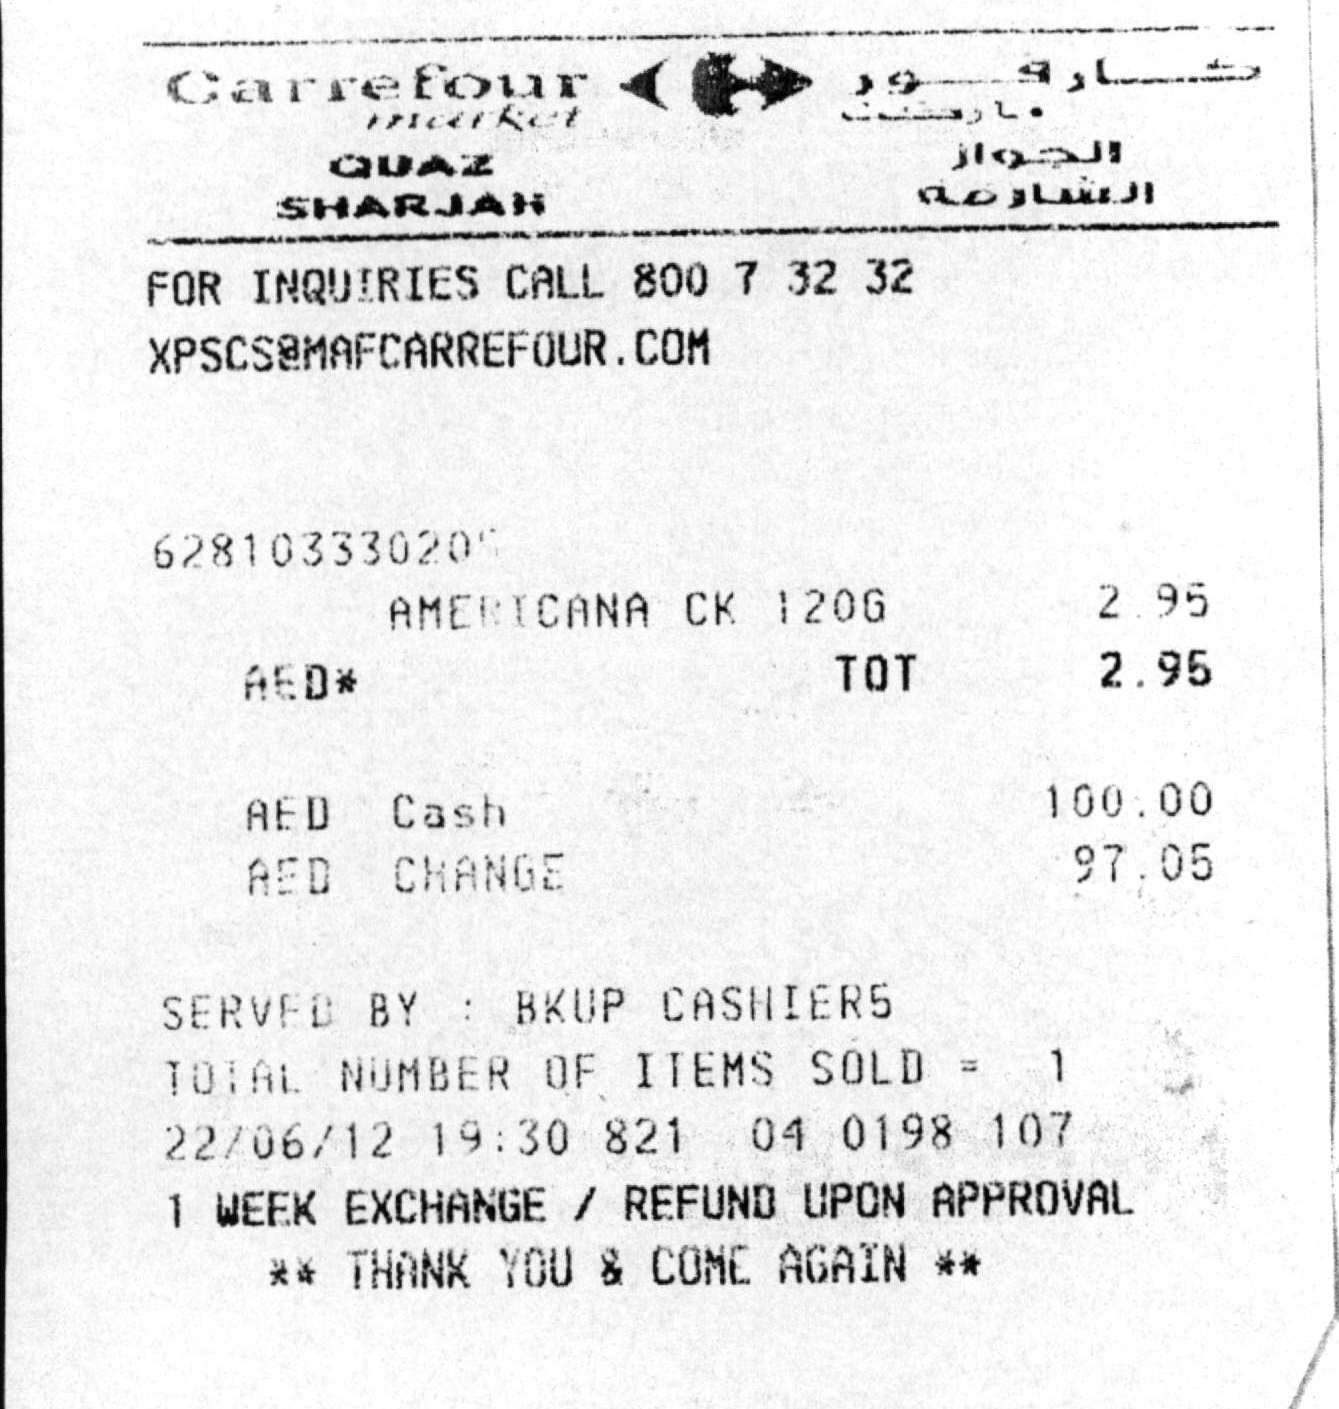 Carrefour كارفور
market ماركت
QUAZ الجواز
SHARJAH الشارقة
FOR INQUIRIES CALL 800 7 32 32
XPSCS@MAFCARREFOUR.COM
AMERICANA CK 120G 2.95
AED* TOT 2.95
AED Cash 100.00
AED CHANGE 97.05
SERVED BY : BKUP CASHIER5
TOTAL NUMBER OF ITEMS SOLD = 1
22/06/12 19:30 821 04 0198 107
1 WEEK EXCHANGE / REFUND UPON APPROVAL
** THANK YOU & COME AGAIN **